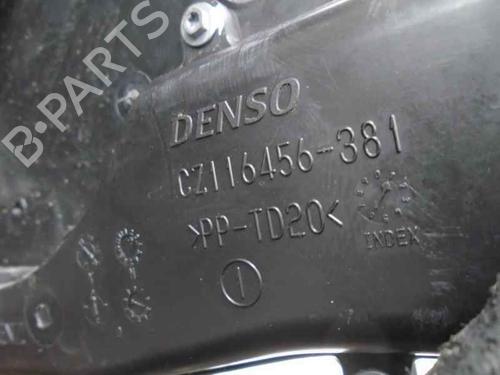 B-PARTS
DENSO
CZ116456-381
>PP-TD20<
INDEX
1